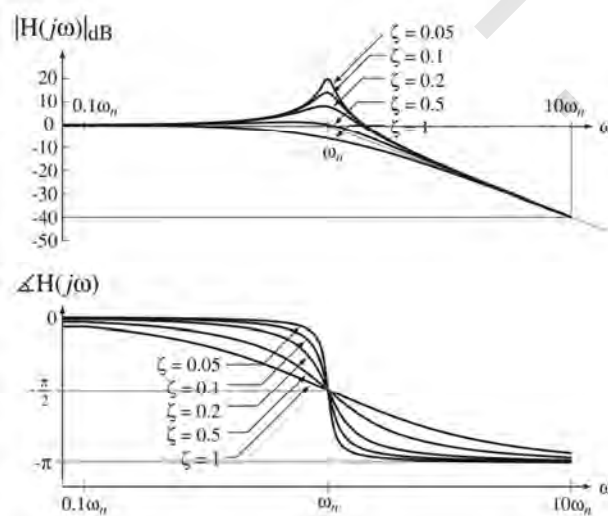 |H(jω)|dB
ζ = 0.05
ζ = 0.1
ζ = 0.2
ζ = 0.5
ζ = 1
20
10
0
-10
-20
-30
-40
-50
0.1ωn
10ωn
ωn
ω
∡H(jω)
0
-π/2
-π
ζ = 0.05
ζ = 0.1
ζ = 0.2
ζ = 0.5
ζ = 1
0.1ωn
ωn
10ωn
ω